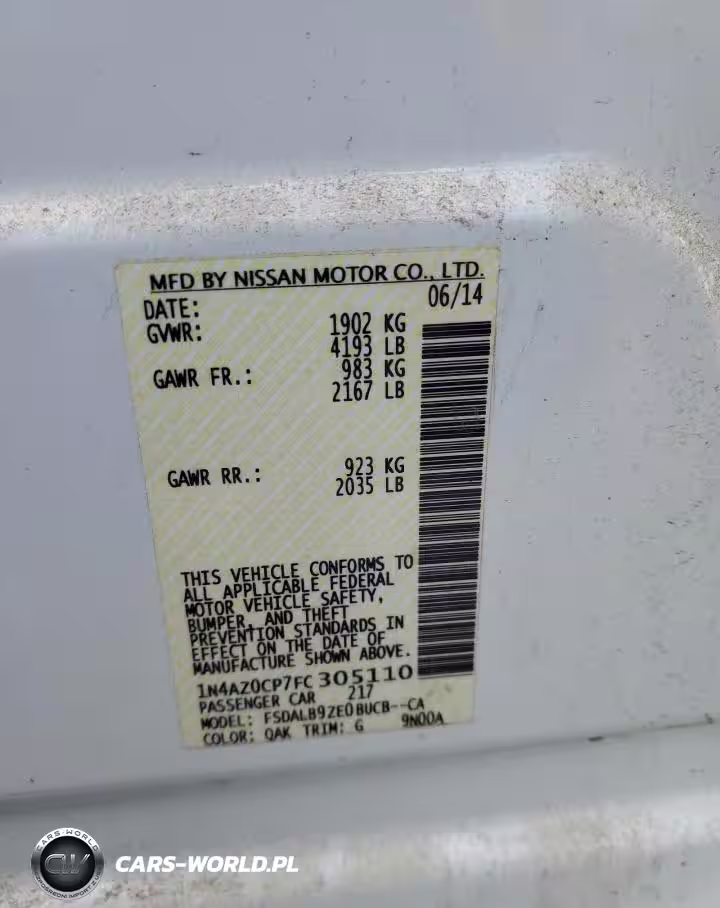 MFD BY NISSAN MOTOR CO., LTD.
DATE: 06/14
GVWR: 1902 KG
4193 LB
GAWR FR.: 983 KG
2167 LB
GAWR RR.: 923 KG
2035 LB
THIS VEHICLE CONFORMS TO
ALL APPLICABLE FEDERAL
MOTOR VEHICLE SAFETY,
BUMPER, AND THEFT
PREVENTION STANDARDS IN
EFFECT ON THE DATE OF
MANUFACTURE SHOWN ABOVE.
1N4AZ0CP7FC305110
PASSENGER CAR 217
MODEL: FSDALB9ZE0BUCB--CA
COLOR: QAK TRIM: G 9N00A
CARS-WORLD
CW
CARS-WORLD.PL